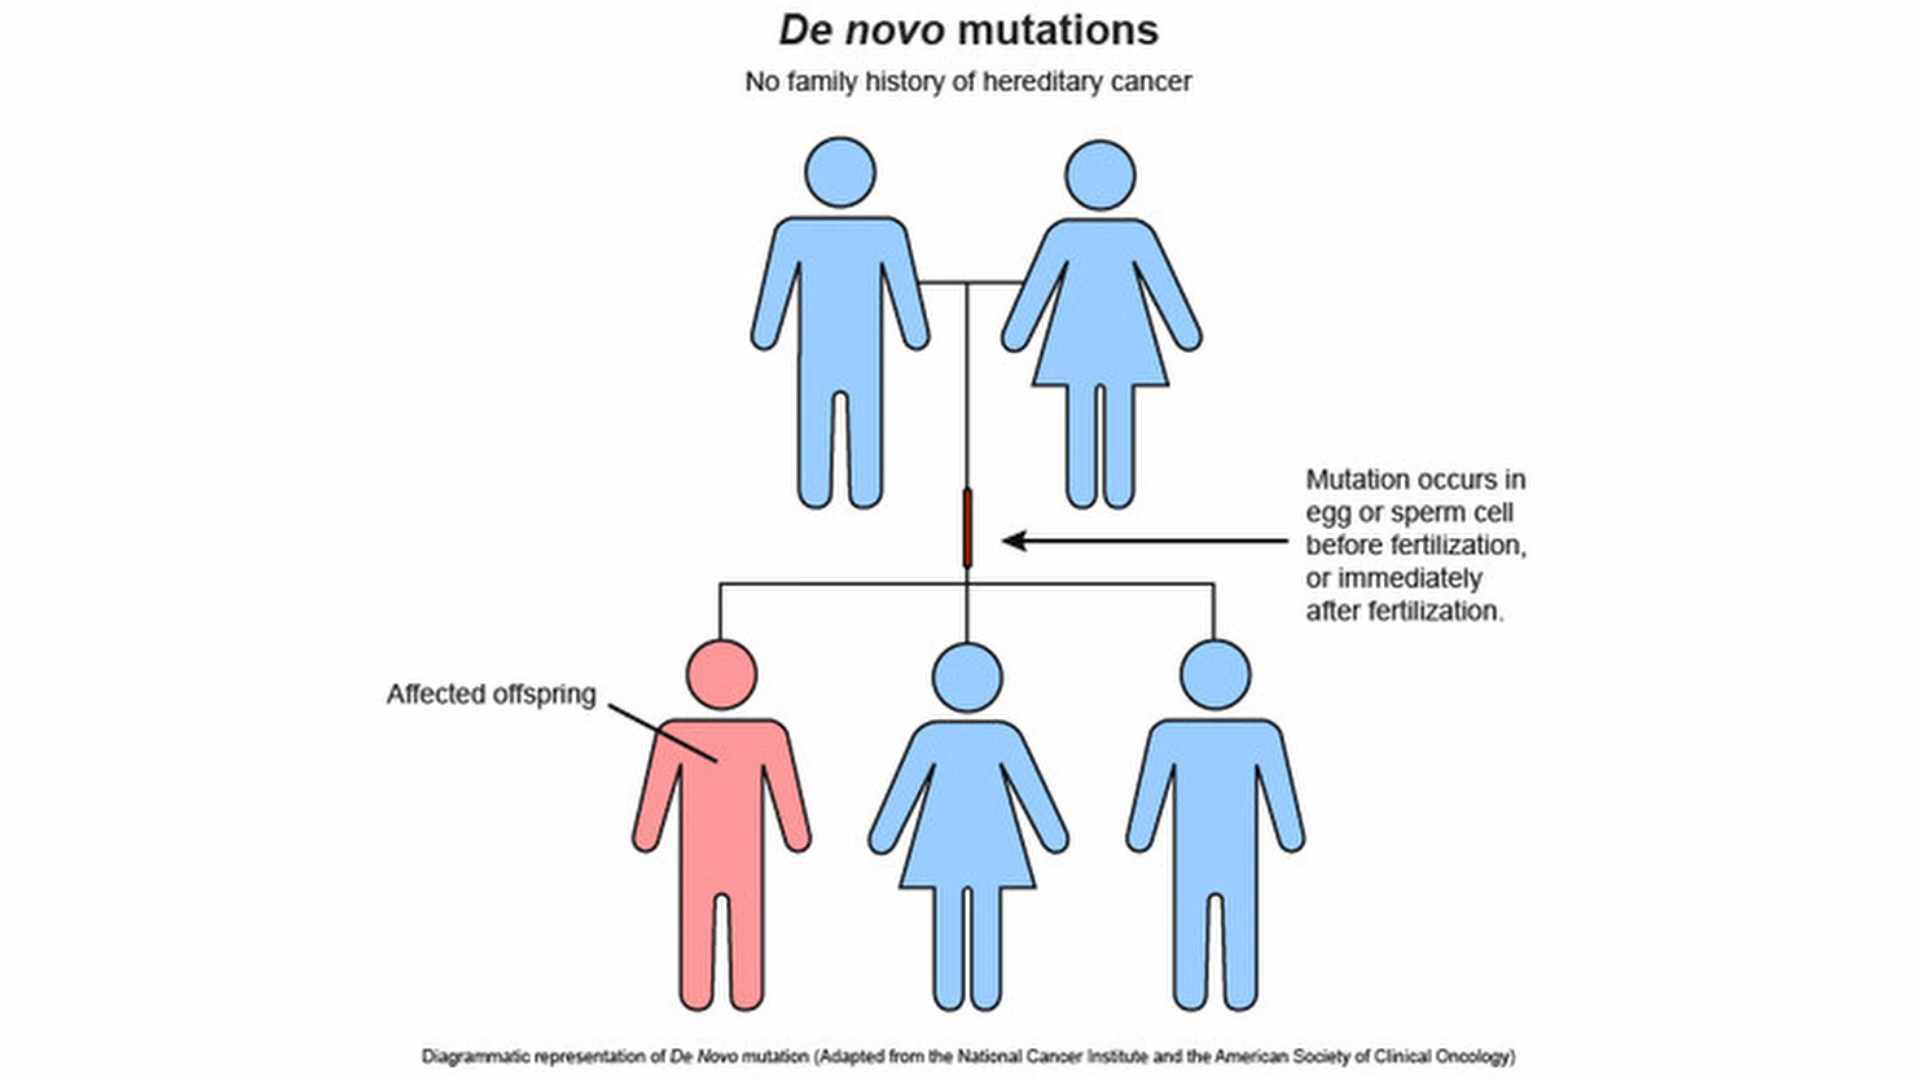 De novo mutations
No family history of hereditary cancer
Mutation occurs in
egg or sperm cell
before fertilization,
or immediately
after fertilization.
Affected offspring
Diagrammatic representation of De Novo mutation (Adapted from the National Cancer Institute and the American Society of Clinical Oncology)